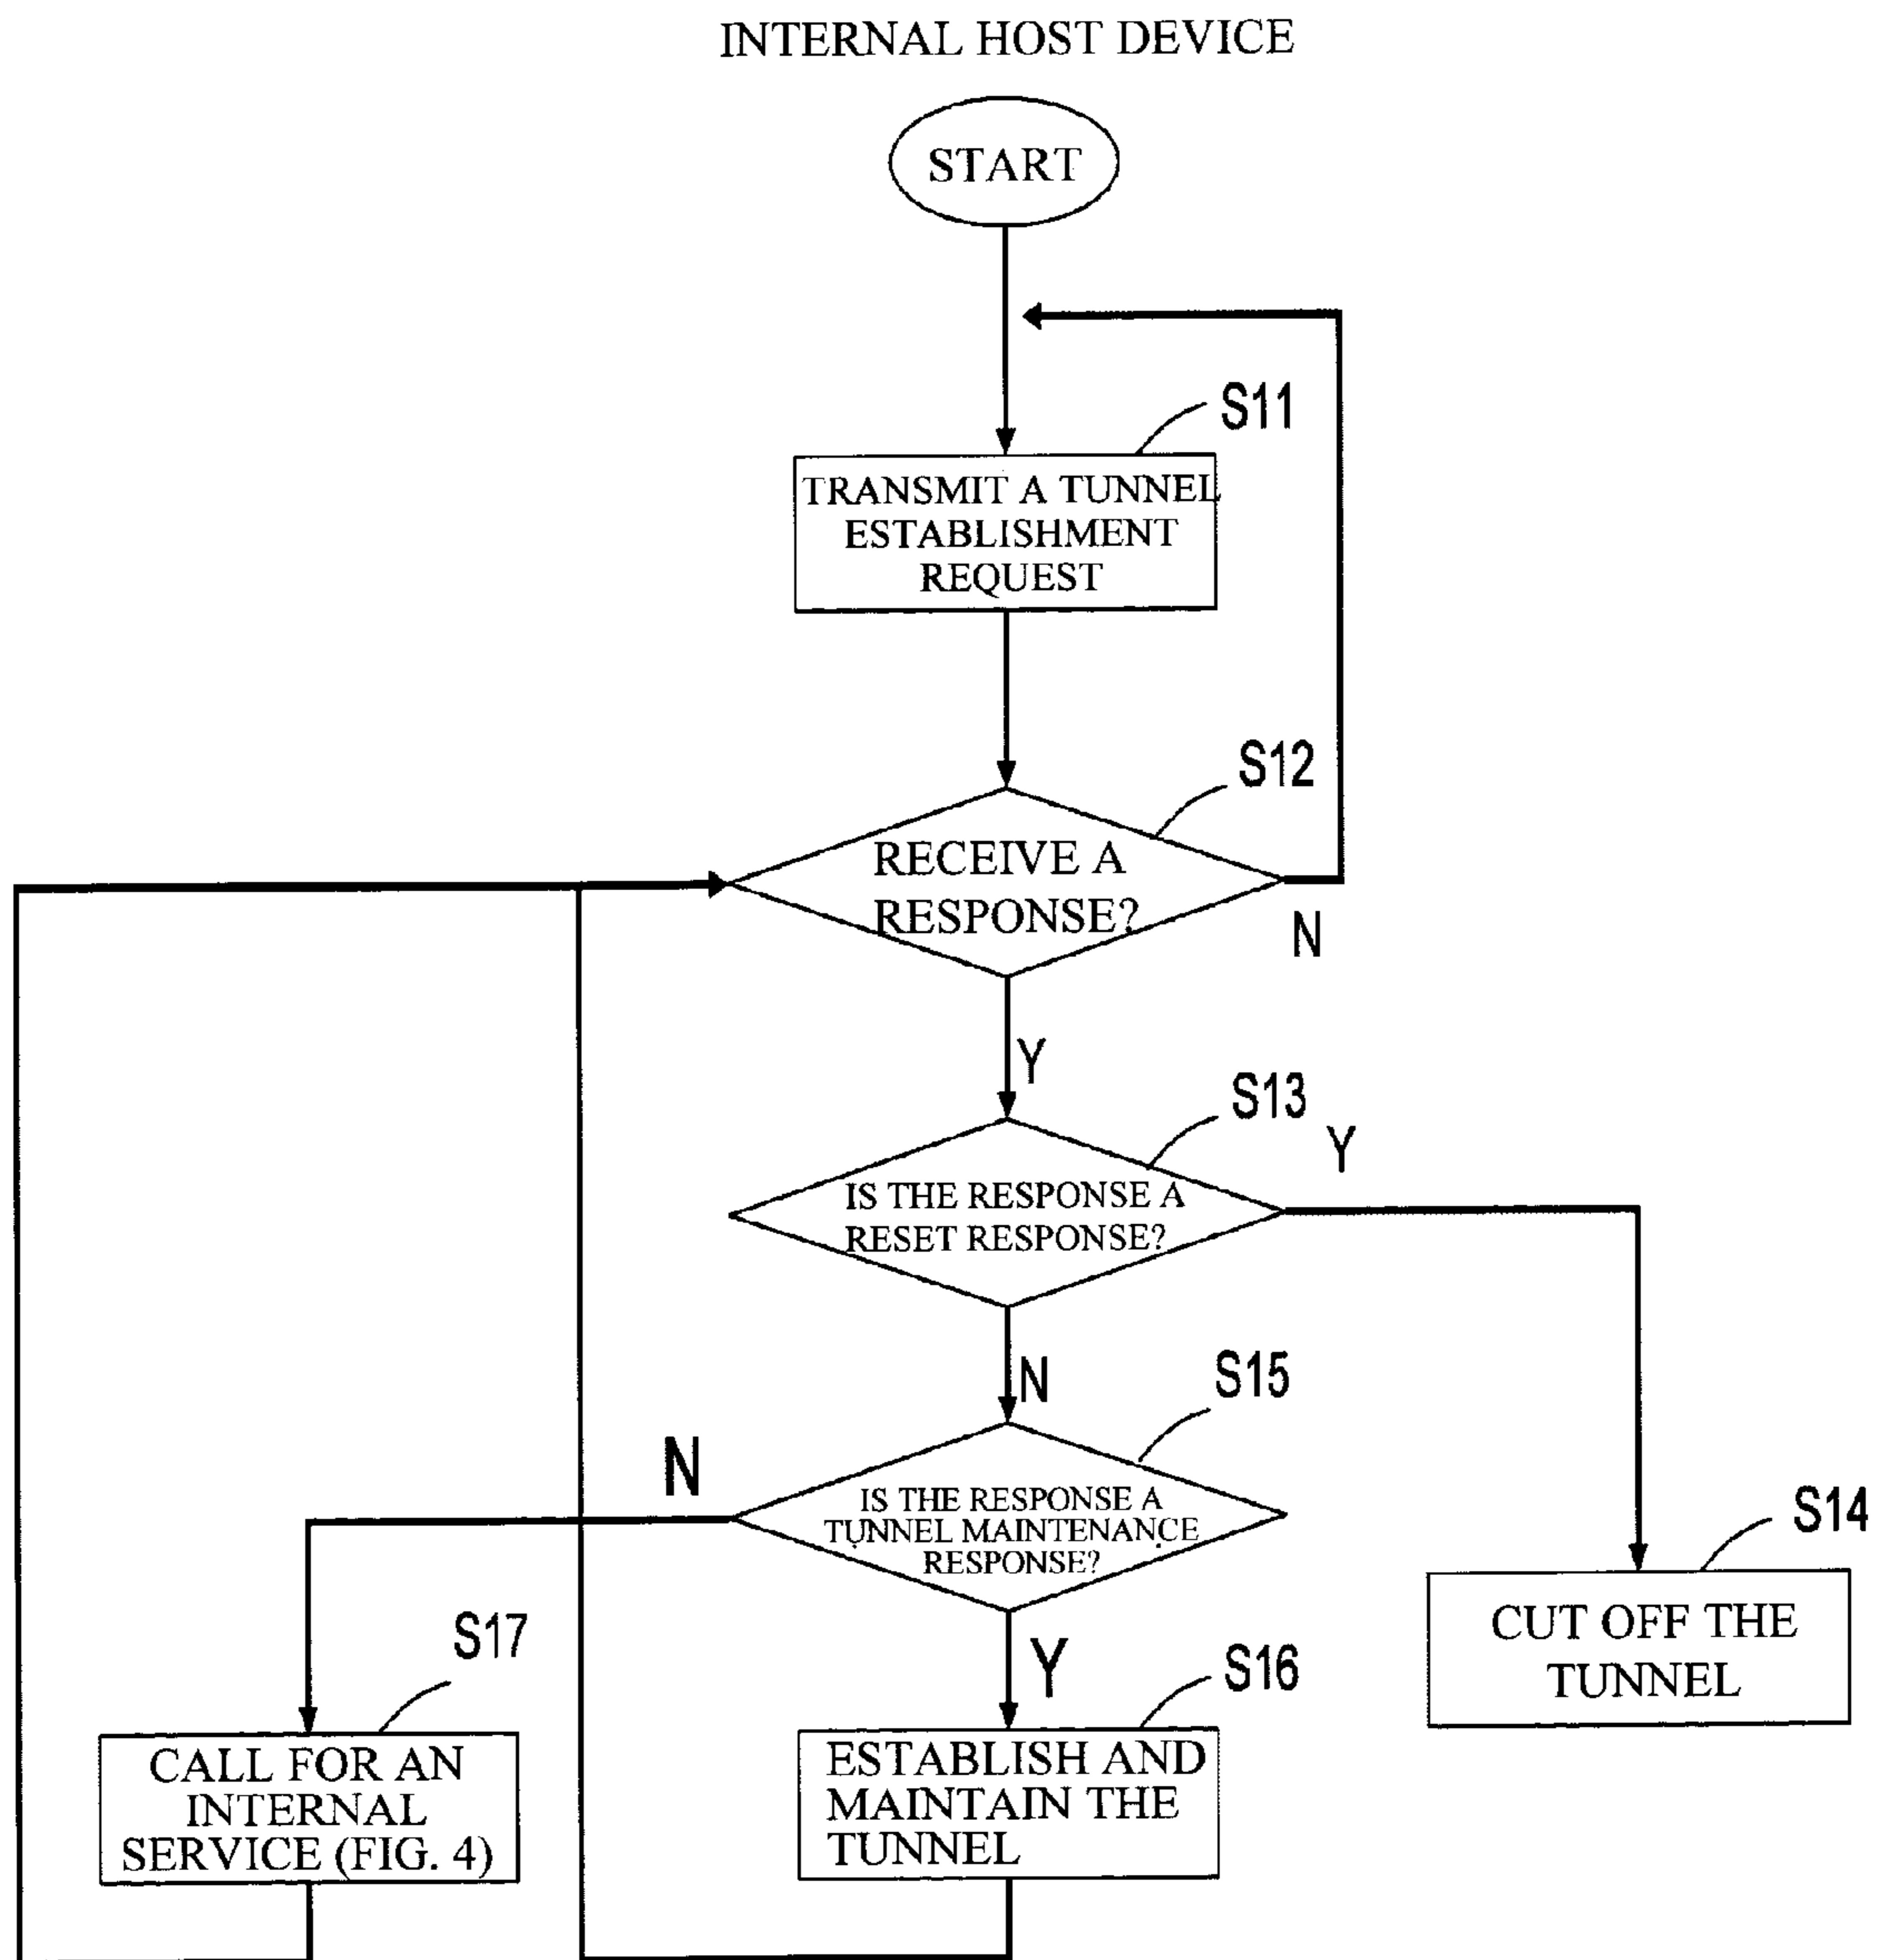 INTERNAL HOST DEVICE
START
S11
TRANSMIT A TUNNEL
ESTABLISHMENT
REQUEST
S12
RECEIVE A
RESPONSE?
N
Y
S13
Y
IS THE RESPONSE A
RESET RESPONSE?
N
S15
N
IS THE RESPONSE A
TUNNEL MAINTENANCE
RESPONSE?
S14
CUT OFF THE
TUNNEL
S17
Y
S16
CALL FOR AN
INTERNAL
SERVICE (FIG. 4)
ESTABLISH AND
MAINTAIN THE
TUNNEL